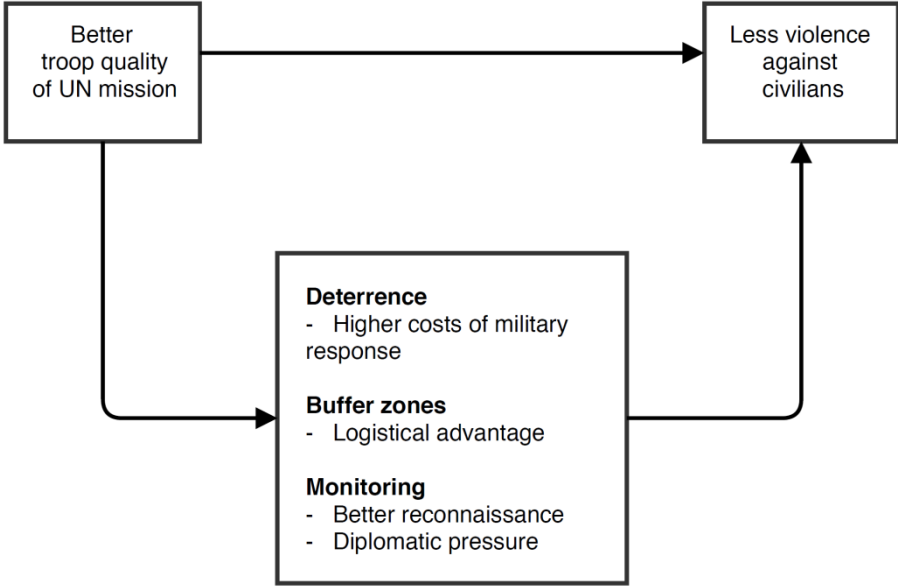 Better
troop quality
of UN mission
Less violence
against
civilians
Deterrence
- Higher costs of military
response
Buffer zones
- Logistical advantage
Monitoring
- Better reconnaissance
- Diplomatic pressure